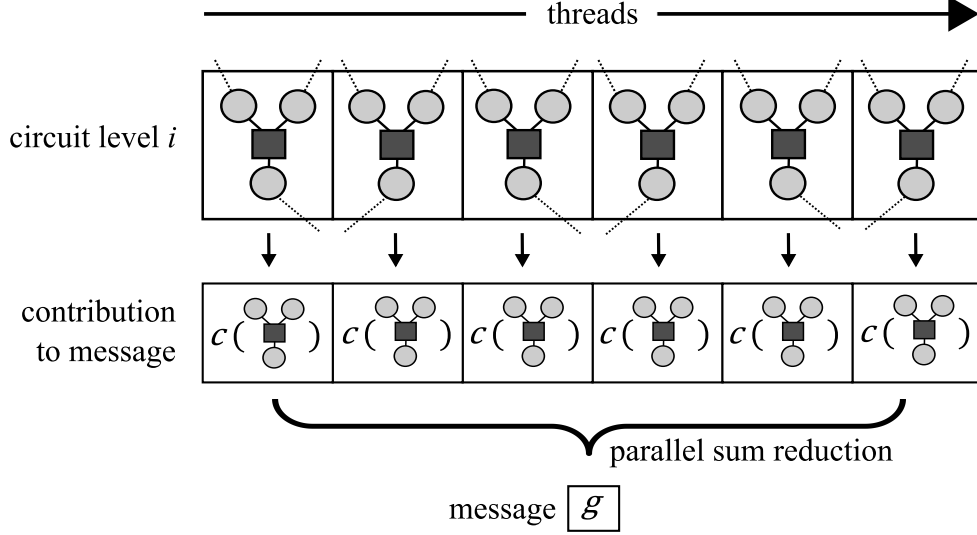 threads
circuit level i
contribution
to message
c( ) c( ) c( ) c( ) c( ) c( )
parallel sum reduction
message g